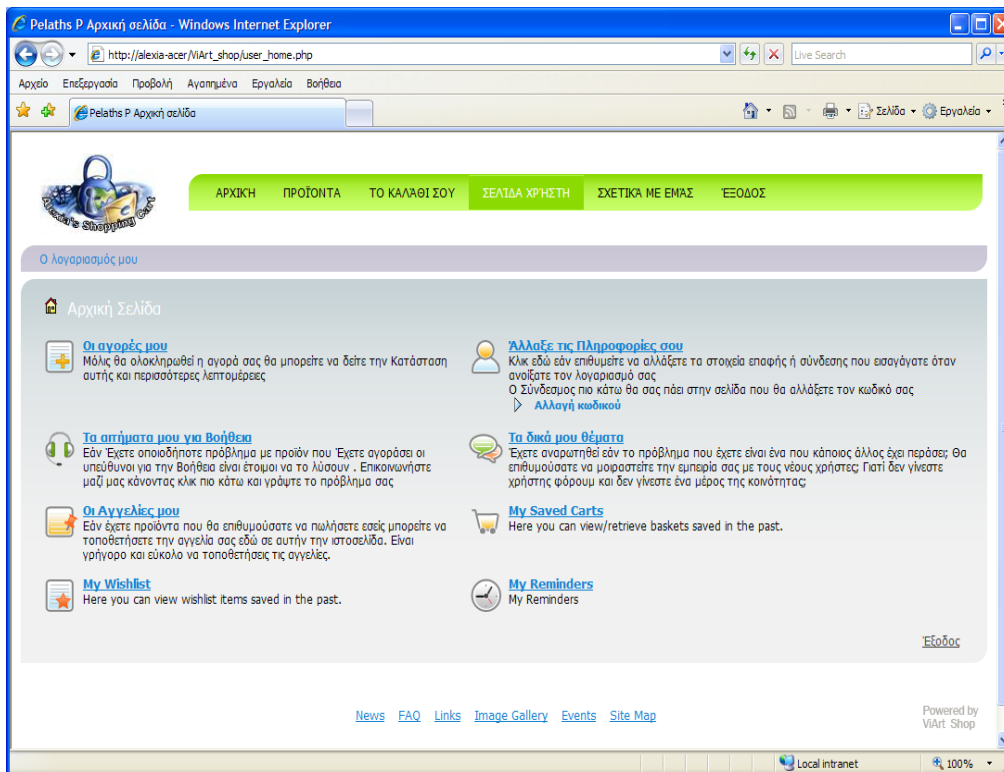 Pelaths P Αρχική σελίδα - Windows Internet Explorer
http://alexia-acer/ViArt_shop/user_home.php
Live Search
Αρχείο Επεξεργασία Προβολή Αγαπημένα Εργαλεία Βοήθεια
Pelaths P Αρχική σελίδα
Σελίδα
Εργαλεία
Alexia's Shopping Cart
ΑΡΧΙΚΉ ΠΡΟΪΌΝΤΑ ΤΟ ΚΑΛΆΘΙ ΣΟΥ ΣΕΛΊΔΑ ΧΡΉΣΤΗ ΣΧΕΤΙΚΆ ΜΕ ΕΜΆΣ ΈΞΟΔΟΣ
Ο λογαριασμός μου
Αρχική Σελίδα
Οι αγορές μου
Μόλις θα ολοκληρωθεί η αγορά σας θα μπορείτε να δείτε την Κατάσταση
αυτής και περισσότερες λεπτομέρειες
Άλλαξε τις Πληροφορίες σου
Κλικ εδώ εάν επιθυμείτε να αλλάξετε τα στοιχεία επαφής ή σύνδεσης που εισαγάγατε όταν
ανοίξατε τον λογαριασμό σας
Ο Σύνδεσμος πιο κάτω θα σας πάει στην σελίδα που θα αλλάξετε τον κωδικό σας
Αλλαγή κωδικού
Τα αιτήματα μου για Βοήθεια
Εάν Έχετε οποιοδήποτε πρόβλημα με προϊόν που Έχετε αγοράσει οι
υπεύθυνοι για την Βοήθεια είναι έτοιμοι να το λύσουν . Επικοινωνήστε
μαζί μας κάνοντας κλικ πιο κάτω και γράψτε το πρόβλημα σας
Τα δικά μου θέματα
Έχετε αναρωτηθεί εάν το πρόβλημα που έχετε είναι ένα που κάποιος άλλος έχει περάσει; Θα
επιθυμούσατε να μοιραστείτε την εμπειρία σας με τους νέους χρήστες; Γιατί δεν γίνεστε
χρήστης φόρουμ και δεν γίνεστε ένα μέρος της κοινότητας;
Οι Αγγελίες μου
Εάν έχετε προϊόντα που θα επιθυμούσατε να πωλήσετε εσείς μπορείτε να
τοποθετήσετε την αγγελία σας εδώ σε αυτήν την ιστοσελίδα. Είναι
γρήγορο και εύκολο να τοποθετήσεις τις αγγελίες.
My Saved Carts
Here you can view/retrieve baskets saved in the past.
My Wishlist
Here you can view wishlist items saved in the past.
My Reminders
My Reminders
Έξοδος
News FAQ Links Image Gallery Events Site Map
Powered by
ViArt Shop
Local intranet
100%